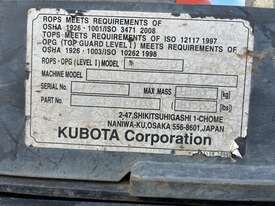 ROPS MEETS REQUIREMENTS OF
OSHA 1926 · 1001/ISO 3471 2008
TOPS MEETS REQUIREMENTS OF ISO 12117 1997
OPG (TOP GUARD LEVEL I) MEETS REQUIREMENTS OF
OSHA 1926 · 1003/ISO 10262 1998
ROPS · OPG (LEVEL I) MODEL
MACHINE MODEL
SERIAL NO. MAX MASS kg
PART NO. lbs
2-47, SHIKITSUHIGASHI 1-CHOME
NANIWA-KU, OSAKA 556-8601, JAPAN
KUBOTA Corporation